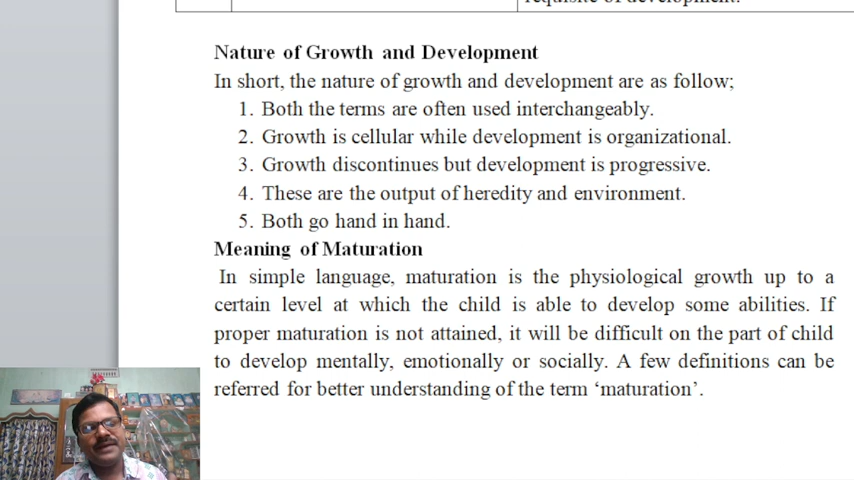 requisite of development.
Nature of Growth and Development
In short, the nature of growth and development are as follow;
1. Both the terms are often used interchangeably.
2. Growth is cellular while development is organizational.
3. Growth discontinues but development is progressive.
4. These are the output of heredity and environment.
5. Both go hand in hand.
Meaning of Maturation
In simple language, maturation is the physiological growth up to a
certain level at which the child is able to develop some abilities. If
proper maturation is not attained, it will be difficult on the part of child
to develop mentally, emotionally or socially. A few definitions can be
referred for better understanding of the term ‘maturation’.